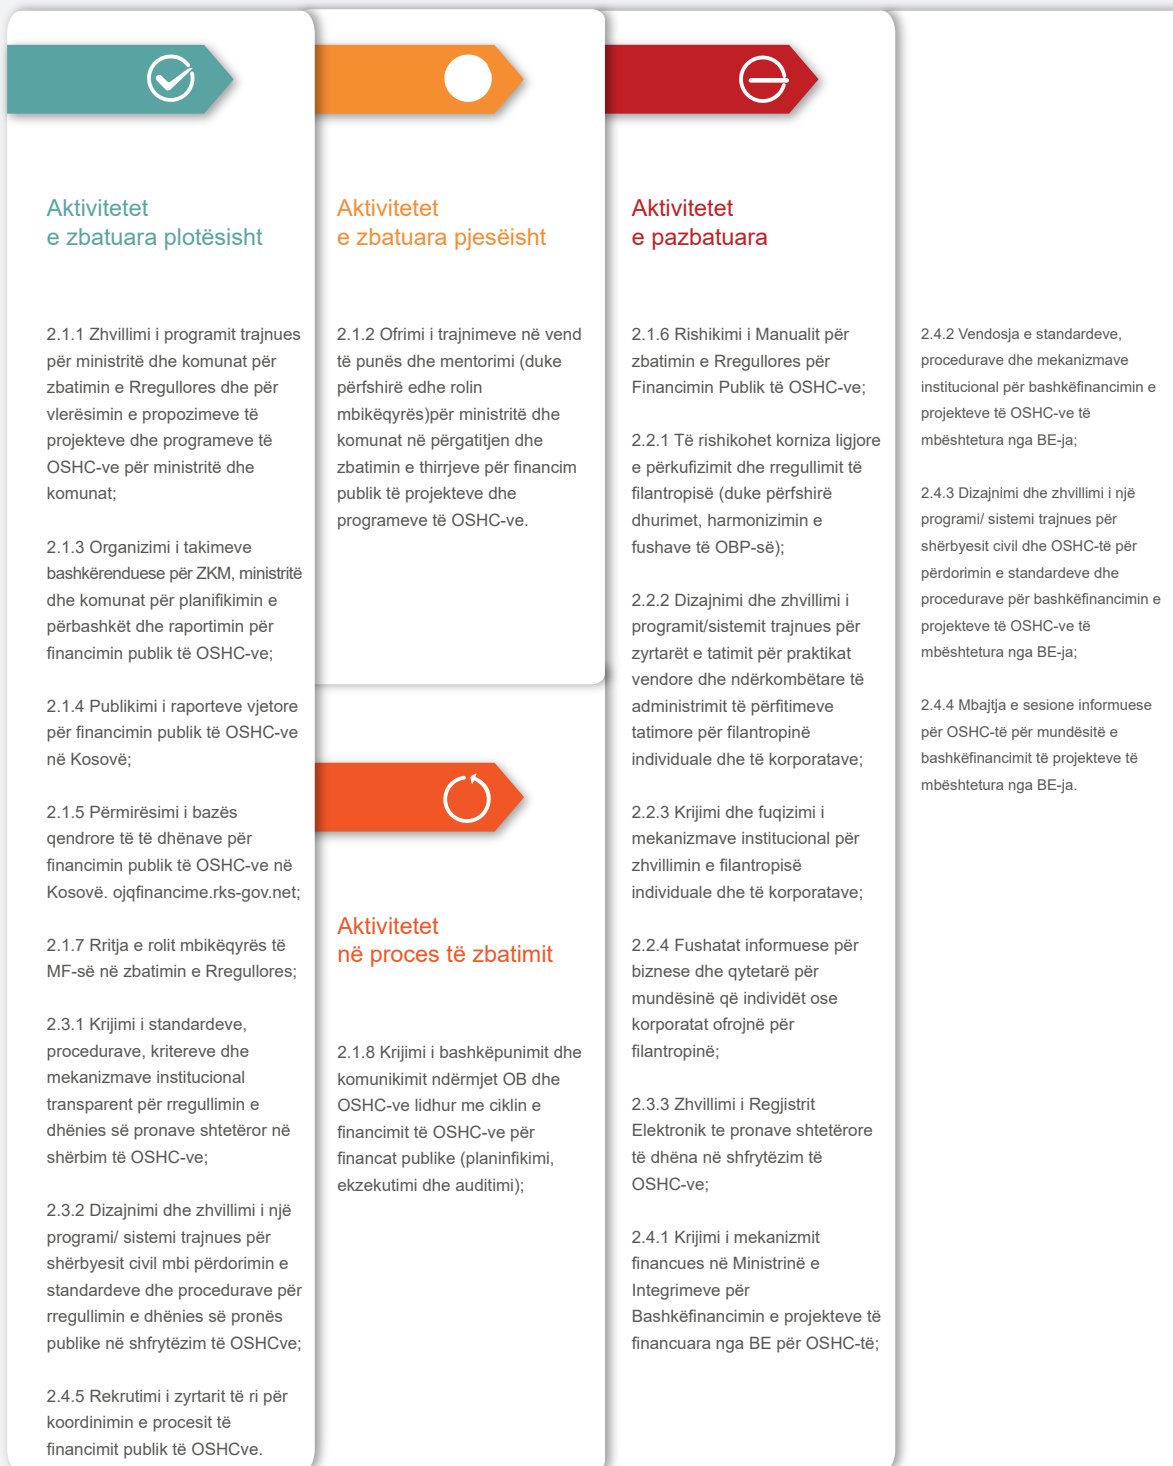 Aktivitetet
e zbatuara plotësisht
2.1.1 Zhvillimi i programit trajnues
për ministritë dhe komunat për
zbatimin e Rregullores dhe për
vlerësimin e propozimeve të
projekteve dhe programeve të
OSHC-ve për ministritë dhe
komunat;
2.1.3 Organizimi i takimeve
bashkërenduese për ZKM, ministritë
dhe komunat për planifikimin e
përbashkët dhe raportimin për
financimin publik të OSHC-ve;
2.1.4 Publikimi i raporteve vjetore
për financimin publik të OSHC-ve
në Kosovë;
2.1.5 Përmirësimi i bazës
qendrore të të dhënave për
financimin publik të OSHC-ve në
Kosovë. ojqfinancime.rks-gov.net;
2.1.7 Rritja e rolit mbikëqyrës të
MF-së në zbatimin e Rregullores;
2.3.1 Krijimi i standardeve,
procedurave, kritereve dhe
mekanizmave institucional
transparent për rregullimin e
dhënies së pronave shtetëror në
shërbim të OSHC-ve;
2.3.2 Dizajnimi dhe zhvillimi i një
programi/ sistemi trajnues për
shërbyesit civil mbi përdorimin e
standardeve dhe procedurave për
rregullimin e dhënies së pronës
publike në shfrytëzim të OSHCve;
2.4.5 Rekrutimi i zyrtarit të ri për
koordinimin e procesit të
financimit publik të OSHCve.
Aktivitetet
e zbatuara pjesëisht
2.1.2 Ofrimi i trajnimeve në vend
të punës dhe mentorimi (duke
përfshirë edhe rolin
mbikëqyrës)për ministritë dhe
komunat në përgatitjen dhe
zbatimin e thirrjeve për financim
publik të projekteve dhe
programeve të OSHC-ve.
Aktivitetet
në proces të zbatimit
2.1.8 Krijimi i bashkëpunimit dhe
komunikimit ndërmjet OB dhe
OSHC-ve lidhur me ciklin e
financimit të OSHC-ve për
financat publike (planinfikimi,
ekzekutimi dhe auditimi);
Aktivitetet
e pazbatuara
2.1.6 Rishikimi i Manualit për
zbatimin e Rregullores për
Financimin Publik të OSHC-ve;
2.2.1 Të rishikohet korniza ligjore
e përkufizimit dhe rregullimit të
filantropisë (duke përfshirë
dhurimet, harmonizimin e
fushave të OBP-së);
2.2.2 Dizajnimi dhe zhvillimi i
programit/sistemit trajnues për
zyrtarët e tatimit për praktikat
vendore dhe ndërkombëtare të
administrimit të përfitimeve
tatimore për filantropinë
individuale dhe të korporatave;
2.2.3 Krijimi dhe fuqizimi i
mekanizmave institucional për
zhvillimin e filantropisë
individuale dhe të korporatave;
2.2.4 Fushatat informuese për
biznese dhe qytetarë për
mundësinë që individët ose
korporatat ofrojnë për
filantropinë;
2.3.3 Zhvillimi i Regjistrit
Elektronik te pronave shtetërore
të dhëna në shfrytëzim të
OSHC-ve;
2.4.1 Krijimi i mekanizmit
financues në Ministrinë e
Integrimeve për
Bashkëfinancimin e projekteve të
financuara nga BE për OSHC-të;
2.4.2 Vendosja e standardeve,
procedurave dhe mekanizmave
institucional për bashkëfinancimin e
projekteve të OSHC-ve të
mbështetura nga BE-ja;
2.4.3 Dizajnimi dhe zhvillimi i një
programi/ sistemi trajnues për
shërbyesit civil dhe OSHC-të për
përdorimin e standardeve dhe
procedurave për bashkëfinancimin e
projekteve të OSHC-ve të
mbështetura nga BE-ja;
2.4.4 Mbajtja e sesione informuese
për OSHC-të për mundësitë e
bashkëfinancimit të projekteve të
mbështetura nga BE-ja.